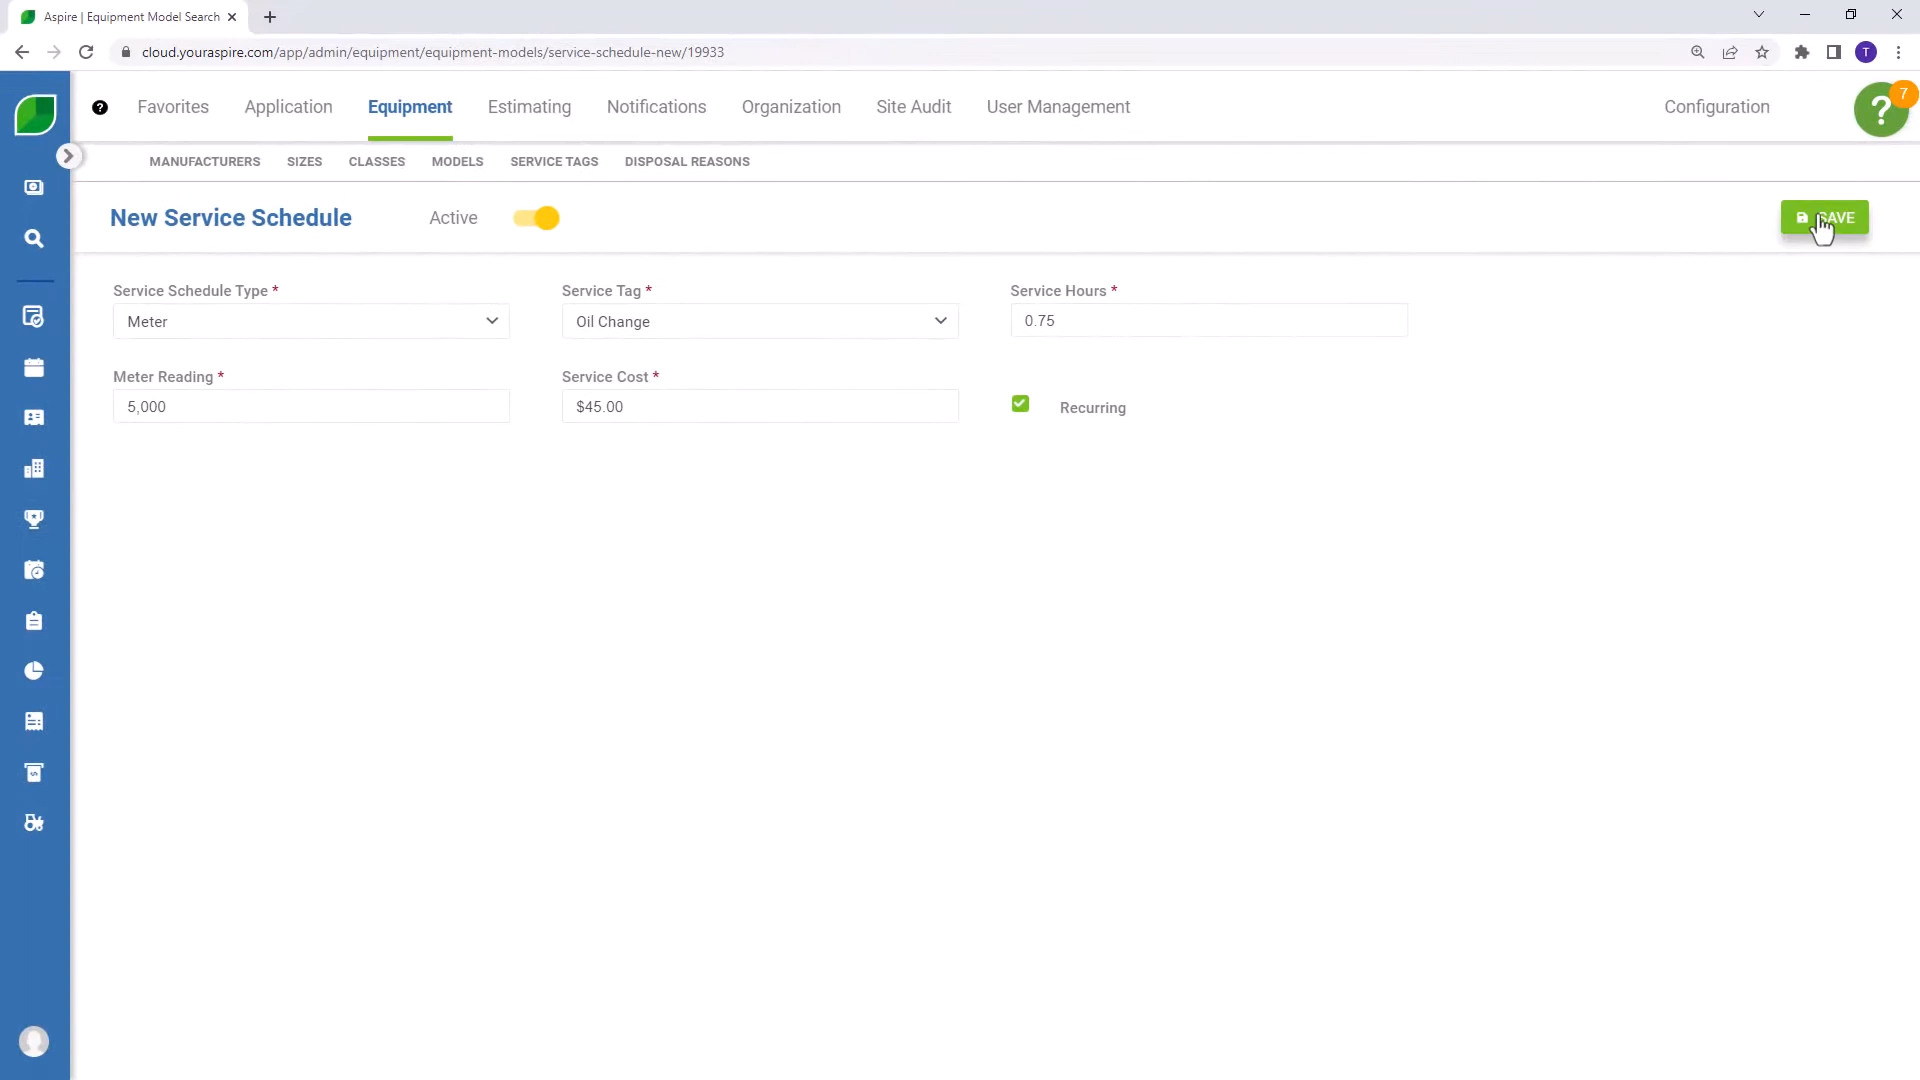 Aspire | Equipment Model Search
cloud.youraspire.com/app/admin/equipment/equipment-models/service-schedule-new/19933
T
? Favorites Application Equipment Estimating Notifications Organization Site Audit User Management Configuration ? 7
MANUFACTURERS SIZES CLASSES MODELS SERVICE TAGS DISPOSAL REASONS
New Service Schedule Active SAVE
Service Schedule Type * Service Tag * Service Hours *
Meter Oil Change 0.75
Meter Reading * Service Cost *
5,000 $45.00 Recurring